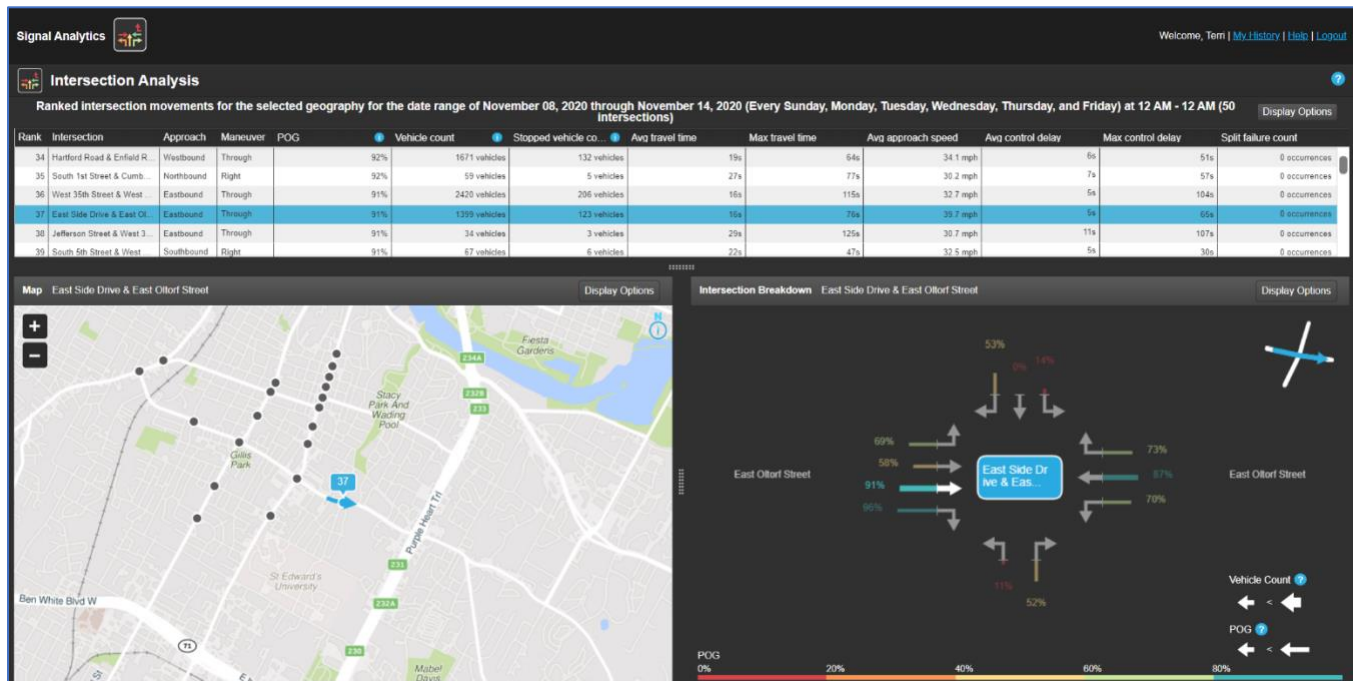 Signal Analytics
Welcome, Terri | My History | Help | Logout
Intersection Analysis
Ranked intersection movements for the selected geography for the date range of November 08, 2020 through November 14, 2020 (Every Sunday, Monday, Tuesday, Wednesday, Thursday, and Friday) at 12 AM - 12 AM (50
intersections)
Display Options
Rank Intersection Approach Maneuver POG Vehicle count Stopped vehicle co... Avg travel time Max travel time Avg approach speed Avg control delay Max control delay Split failure count
34 Hartford Road & Enfield R... Westbound Through 92% 1671 vehicles 132 vehicles 19s 64s 34.1 mph 6s 51s 0 occurrences
35 South 1st Street & Cumb... Northbound Right 92% 59 vehicles 5 vehicles 27s 77s 30.2 mph 7s 57s 0 occurrences
36 West 35th Street & West ... Eastbound Through 91% 2420 vehicles 206 vehicles 16s 115s 32.7 mph 5s 104s 0 occurrences
37 East Side Drive & East Ol... Eastbound Through 91% 1399 vehicles 123 vehicles 16s 76s 39.7 mph 5s 65s 0 occurrences
38 Jefferson Street & West 3... Eastbound Through 91% 34 vehicles 3 vehicles 29s 125s 30.7 mph 11s 107s 0 occurrences
39 South 5th Street & West ... Southbound Right 91% 67 vehicles 6 vehicles 22s 47s 32.5 mph 5s 30s 0 occurrences
Map East Side Drive & East Oltorf Street
Display Options
Intersection Breakdown East Side Drive & East Oltorf Street
Display Options
+
−
N
Fiesta
Gardens
234A
232B
233
Stacy
Park And
Wading
Pool
Gillis
Park
37
Purple Heart Trl
St Edward's
University
231
232A
Ben White Blvd W
71
230
Mabel
Davis
53%
0%
14%
69%
58%
91%
96%
East Oltorf Street
East Side Dr
ive & Eas...
73%
87%
70%
East Oltorf Street
11%
52%
Vehicle Count
<
POG
<
POG
0% 20% 40% 60% 80%